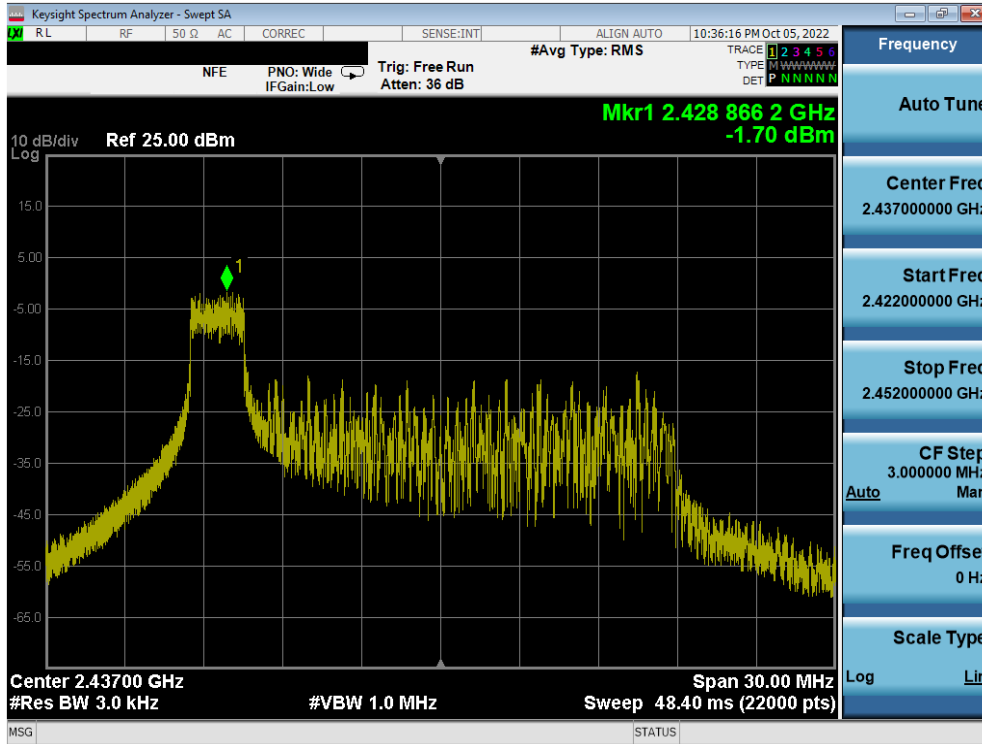 Keysight Spectrum Analyzer - Swept SA
LXI RL RF 50 Ω AC CORREC SENSE:INT ALIGN AUTO 10:36:16 PM Oct 05, 2022
#Avg Type: RMS TRACE 1 2 3 4 5 6
NFE PNO: Wide Trig: Free Run TYPE M WWWWW
IFGain:Low Atten: 36 dB DET P N N N N N
Mkr1 2.428 866 2 GHz
10 dB/div Ref 25.00 dBm -1.70 dBm
Log
15.0
5.00
1
-5.00
-15.0
-25.0
-35.0
-45.0
-55.0
-65.0
Center 2.43700 GHz Span 30.00 MHz
#Res BW 3.0 kHz #VBW 1.0 MHz Sweep 48.40 ms (22000 pts)
MSG STATUS
Frequency
Auto Tune
Center Freq
2.437000000 GHz
Start Freq
2.422000000 GHz
Stop Freq
2.452000000 GHz
CF Step
3.000000 MHz
Auto Man
Freq Offset
0 Hz
Scale Type
Log Lin